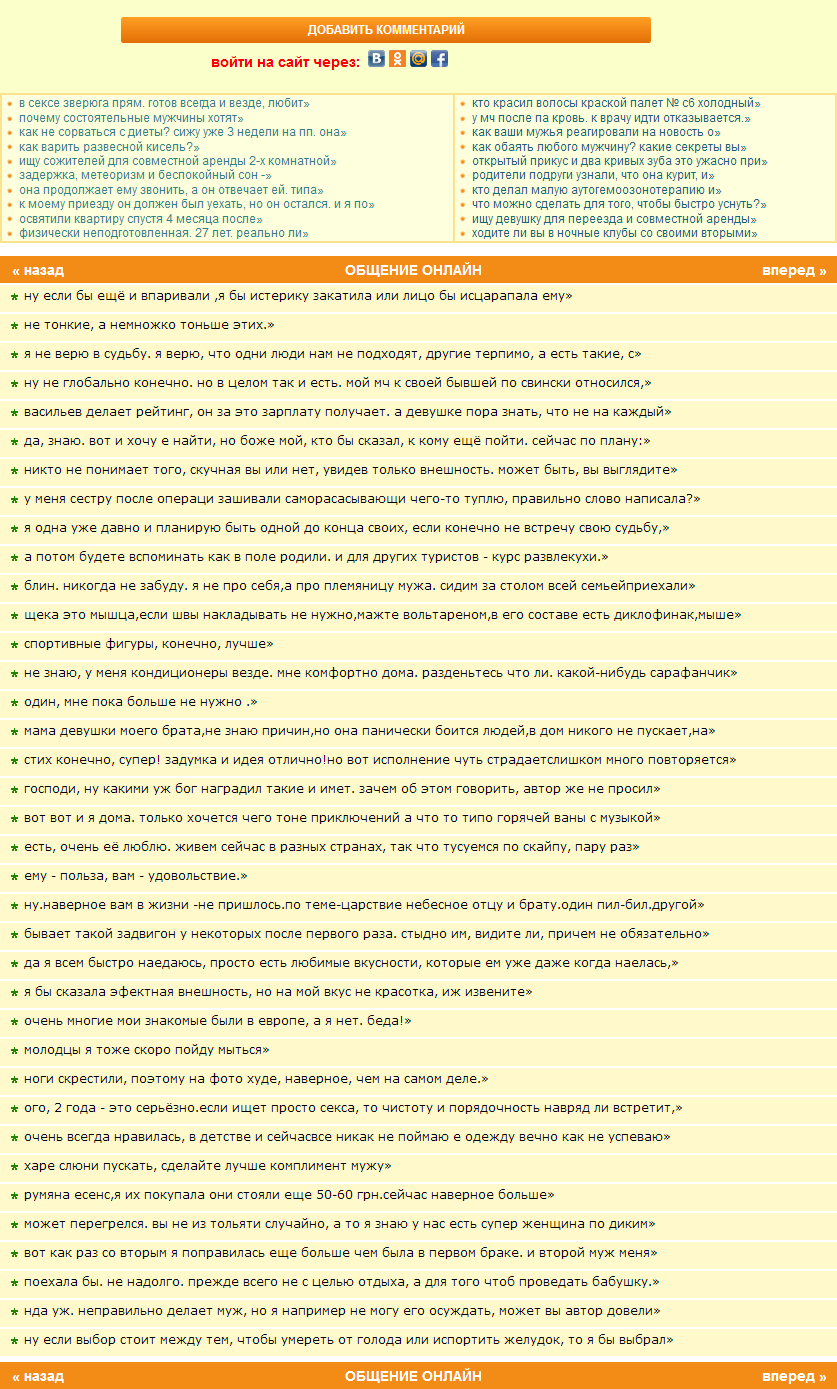 ДОБАВИТЬ КОММЕНТАРИЙ
войти на сайт через:
в сексе зверюга прям. готов всегда и везде, любит»
почему состоятельные мужчины хотят»
как не сорваться с диеты? сижу уже 3 недели на пп. она»
как варить развесной кисель?»
ищу сожителей для совместной аренды 2-х комнатной»
задержка, метеоризм и беспокойный сон -»
она продолжает ему звонить, а он отвечает ей. типа»
к моему приезду он должен был уехать, но он остался. и я по»
освятили квартиру спустя 4 месяца после»
физически неподготовленная. 27 лет. реально ли»
кто красил волосы краской палет № с6 холодный»
у мч после па кровь. к врачу идти отказывается.»
как ваши мужья реагировали на новость о»
как обаять любого мужчину? какие секреты вы»
открытый прикус и два кривых зуба это ужасно при»
родители подруги узнали, что она курит, и»
кто делал малую аутогемоозонотерапию и»
что можно сделать для того, чтобы быстро уснуть?»
ищу девушку для переезда и совместной аренды»
ходите ли вы в ночные клубы со своими вторыми»
« назад ОБЩЕНИЕ ОНЛАЙН вперед »
ну если бы ещё и впаривали ,я бы истерику закатила или лицо бы исцарапала ему»
не тонкие, а немножко тоньше этих.»
я не верю в судьбу. я верю, что одни люди нам не подходят, другие терпимо, а есть такие, с»
ну не глобально конечно. но в целом так и есть. мой мч к своей бывшей по свински относился,»
васильев делает рейтинг, он за это зарплату получает. а девушке пора знать, что не на каждый»
да, знаю. вот и хочу е найти, но боже мой, кто бы сказал, к кому ещё пойти. сейчас по плану:»
никто не понимает того, скучная вы или нет, увидев только внешность. может быть, вы выглядите»
у меня сестру после операци зашивали саморасасывающи чего-то туплю, правильно слово написала?»
я одна уже давно и планирую быть одной до конца своих, если конечно не встречу свою судьбу,»
а потом будете вспоминать как в поле родили. и для других туристов - курс развлекухи.»
блин. никогда не забуду. я не про себя,а про племяницу мужа. сидим за столом всей семьейприехали»
щека это мышца,если швы накладывать не нужно,мажте вольтареном,в его составе есть диклофинак,мыше»
спортивные фигуры, конечно, лучше»
не знаю, у меня кондиционеры везде. мне комфортно дома. разденьтесь что ли. какой-нибудь сарафанчик»
один, мне пока больше не нужно .»
мама девушки моего брата,не знаю причин,но она панически боится людей,в дом никого не пускает,на»
стих конечно, супер! задумка и идея отлично!но вот исполнение чуть страдаетслишком много повторяется»
господи, ну какими уж бог наградил такие и имет. зачем об этом говорить, автор же не просил»
вот вот и я дома. только хочется чего тоне приключений а что то типо горячей ваны с музыкой»
есть, очень её люблю. живем сейчас в разных странах, так что тусуемся по скайпу, пару раз»
ему - польза, вам - удовольствие.»
ну.наверное вам в жизни -не пришлось.по теме-царствие небесное отцу и брату.один пил-бил.другой»
бывает такой задвигон у некоторых после первого раза. стыдно им, видите ли, причем не обязательно»
да я всем быстро наедаюсь, просто есть любимые вкусности, которые ем уже даже когда наелась,»
я бы сказала эфектная внешность, но на мой вкус не красотка, иж извените»
очень многие мои знакомые были в европе, а я нет. беда!»
молодцы я тоже скоро пойду мыться»
ноги скрестили, поэтому на фото худе, наверное, чем на самом деле.»
ого, 2 года - это серьёзно.если ищет просто секса, то чистоту и порядочность навряд ли встретит,»
очень всегда нравилась, в детстве и сейчасвсе никак не поймаю е одежду вечно как не успеваю»
харе слюни пускать, сделайте лучше комплимент мужу»
румяна есенс,я их покупала они стояли еще 50-60 грн.сейчас наверное больше»
может перегрелся. вы не из тольяти случайно, а то я знаю у нас есть супер женщина по диким»
вот как раз со вторым я поправилась еще больше чем была в первом браке. и второй муж меня»
поехала бы. не надолго. прежде всего не с целью отдыха, а для того чтоб проведать бабушку.»
нда уж. неправильно делает муж, но я например не могу его осуждать, может вы автор довели»
ну если выбор стоит между тем, чтобы умереть от голода или испортить желудок, то я бы выбрал»
« назад ОБЩЕНИЕ ОНЛАЙН вперед »